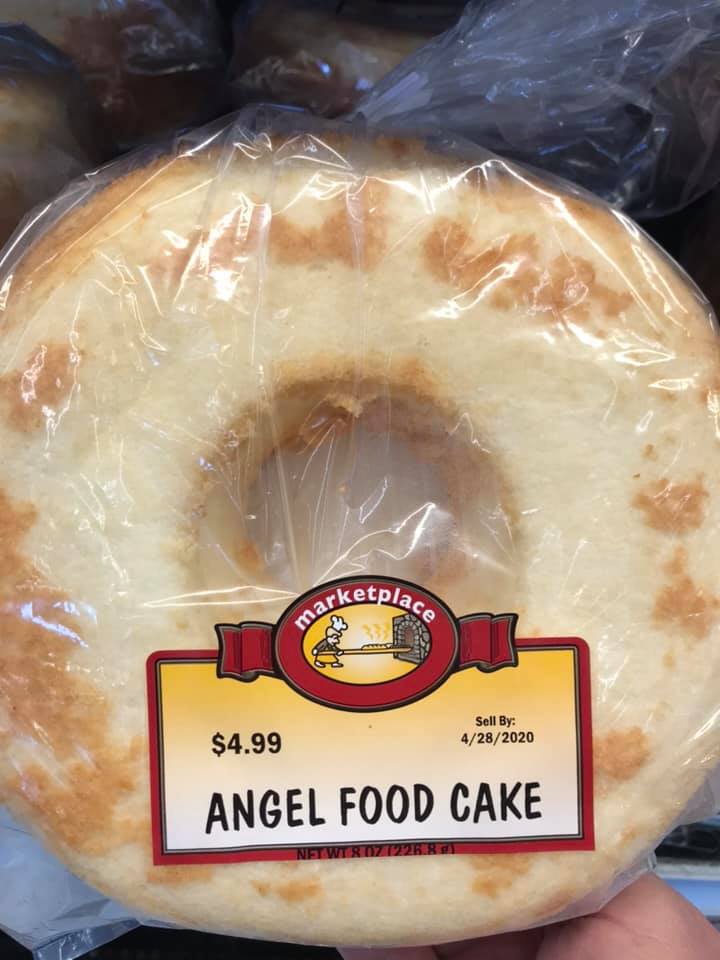 marketplace
$4.99
Sell By:
4/28/2020
ANGEL FOOD CAKE
NET WT 8 OZ (226.8 g)